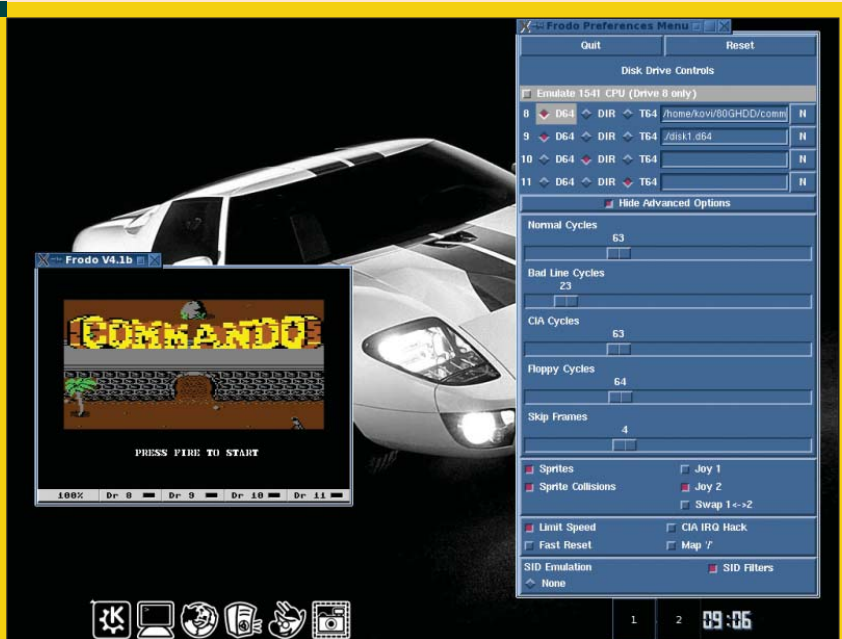 Frodo Preferences Menu
Quit Reset
Disk Drive Controls
Emulate 1541 CPU (Drive 8 only)
8 D64 DIR T64 /home/kovi/80GHDD/comm N
9 D64 DIR T64 /disk1.d64 N
10 D64 DIR T64 N
11 D64 DIR T64 N
Hide Advanced Options
Normal Cycles
63
Bad Line Cycles
23
CIA Cycles
63
Floppy Cycles
64
Skip Frames
4
Sprites Joy 1
Sprite Collisions Joy 2
Swap 1<->2
Limit Speed CIA IRQ Hack
Fast Reset Map '/'
SID Emulation SID Filters
None
Frodo V4.1b
COMMANDO
PRESS FIRE TO START
100% Dr 8 Dr 9 Dr 10 Dr 11
K
1 2 09:06